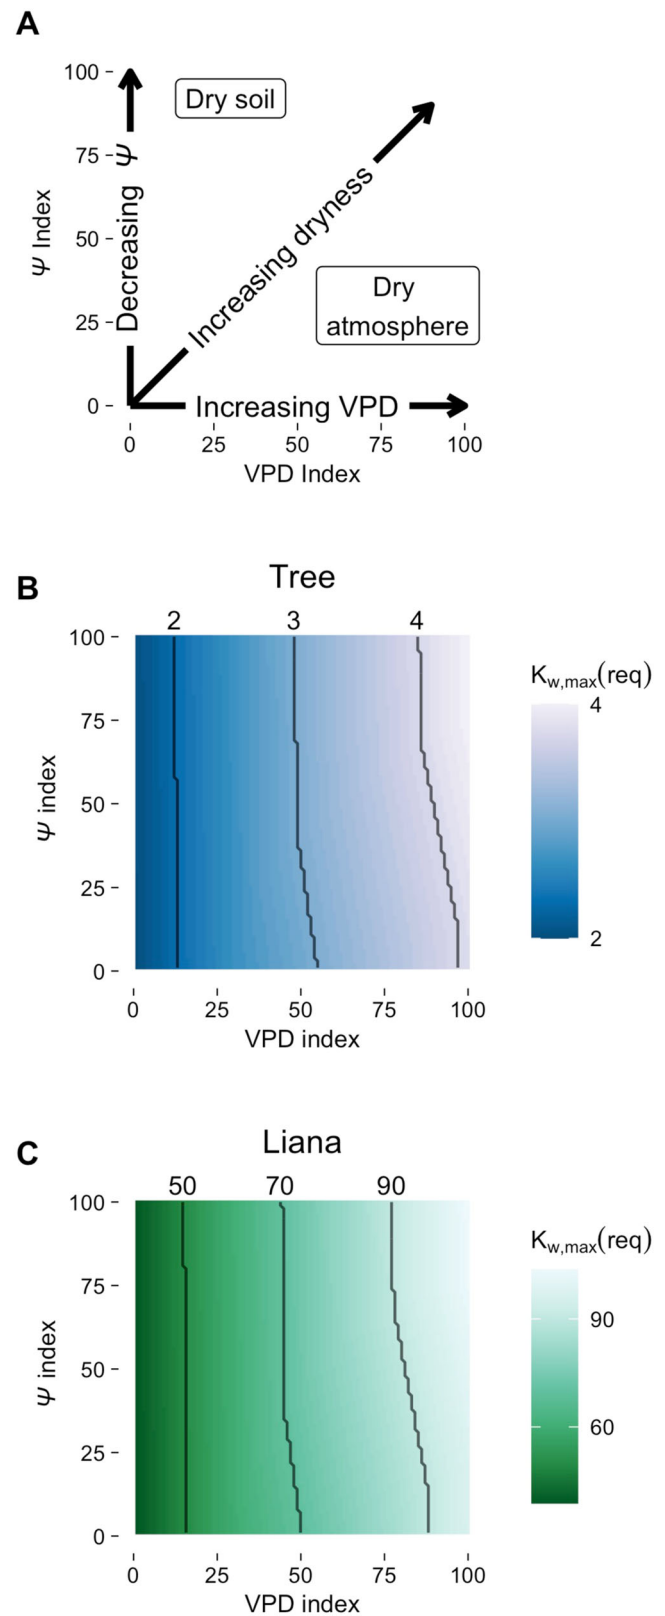 A
100
Dry soil
75
Decreasing Ψ
Increasing dryness
Ψ Index
50
Dry
atmosphere
25
0
Increasing VPD
0 25 50 75 100
VPD Index
B
Tree
2 3 4
100
75
50
25
0
Ψ index
0 25 50 75 100
VPD index
Kw,max(req)
4
2
C
Liana
50 70 90
100
75
50
25
0
Ψ index
0 25 50 75 100
VPD index
Kw,max(req)
90
60